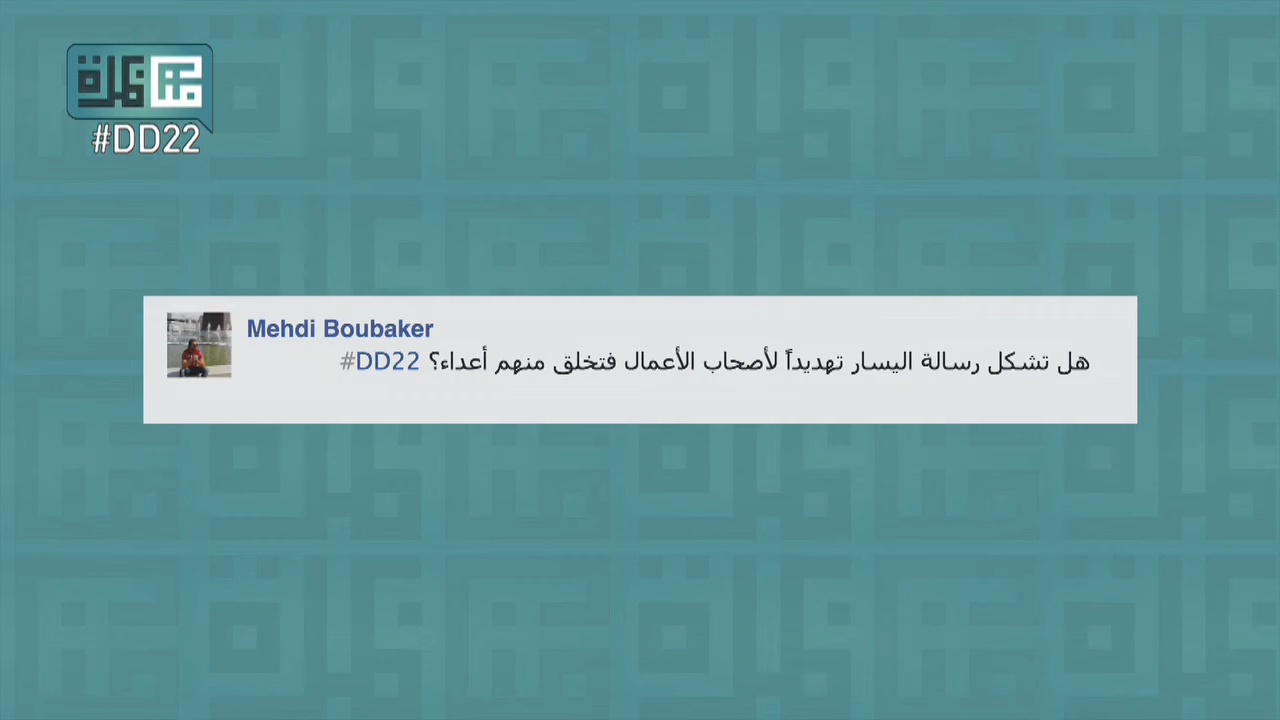 #DD22
Mehdi Boubaker
هل تشكل رسالة اليسار تهديداً لأصحاب الأعمال فتخلق منهم أعداء؟ #DD22